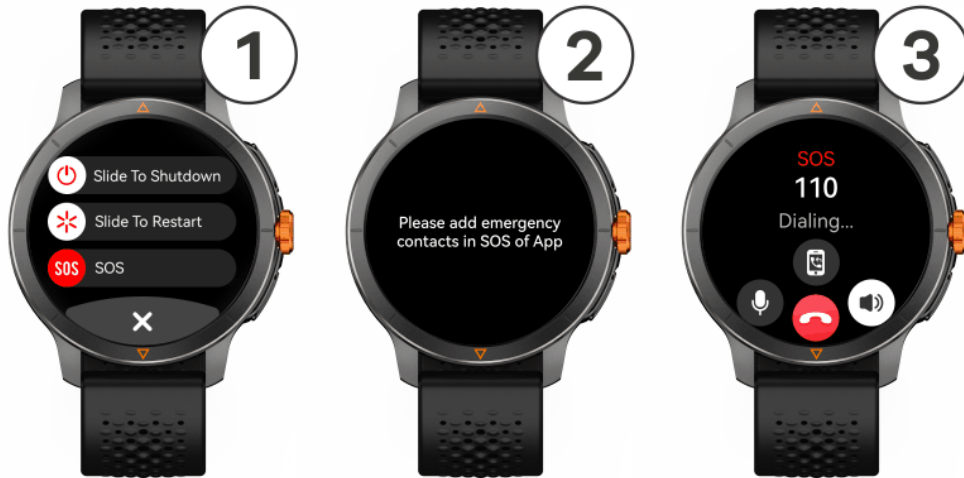 1
Slide To Shutdown
Slide To Restart
SOS SOS
2
Please add emergency
contacts in SOS of App
3
SOS
110
Dialing...